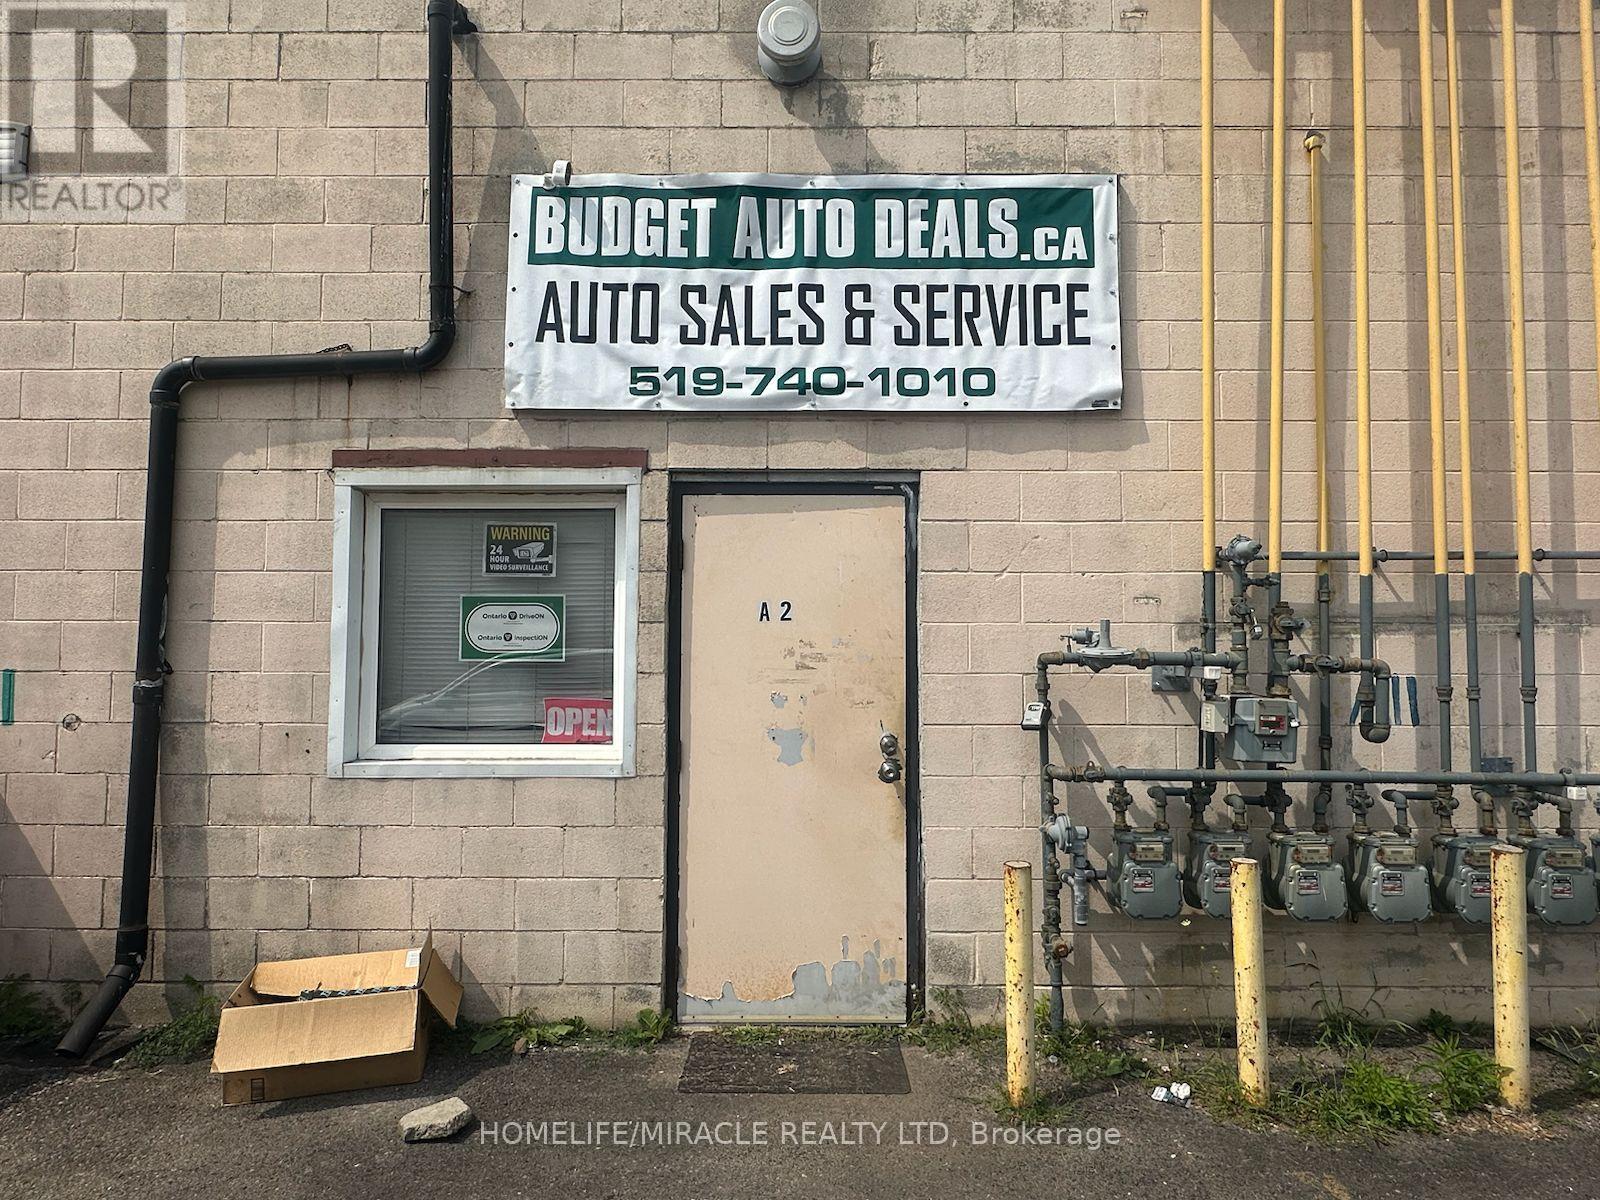 REALTOR®
BUDGET AUTO DEALS.CA
AUTO SALES & SERVICE
519-740-1010
WARNING
24
HOUR
VIDEO SURVEILLANCE
Ontario DriveON
Ontario InspectiON
OPEN
A 2
HOMELIFE/MIRACLE REALTY LTD, Brokerage